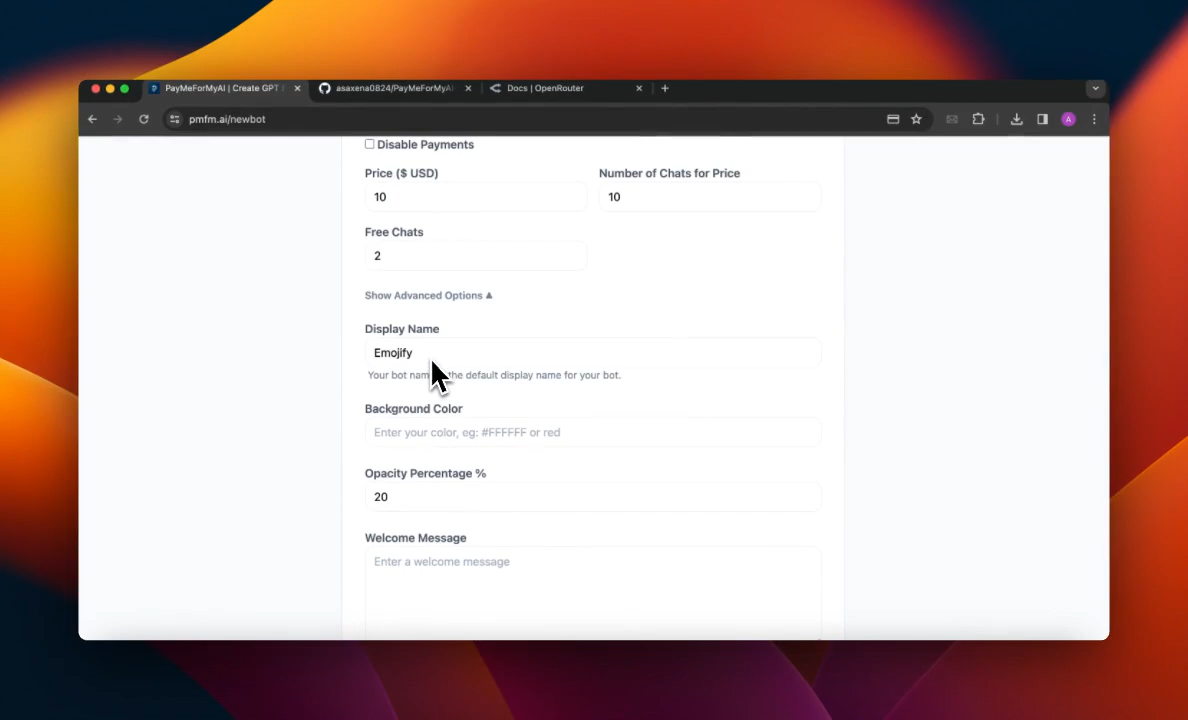 PayMeForMyAI | Create GPT
asaxena0824/PayMeForMyAI
Docs | OpenRouter
pmfm.ai/newbot
A
Disable Payments
Price ($ USD)
Number of Chats for Price
10
10
Free Chats
2
Show Advanced Options ▲
Display Name
Emojify
Your bot nam the default display name for your bot.
Background Color
Enter your color, eg: #FFFFFF or red
Opacity Percentage %
20
Welcome Message
Enter a welcome message